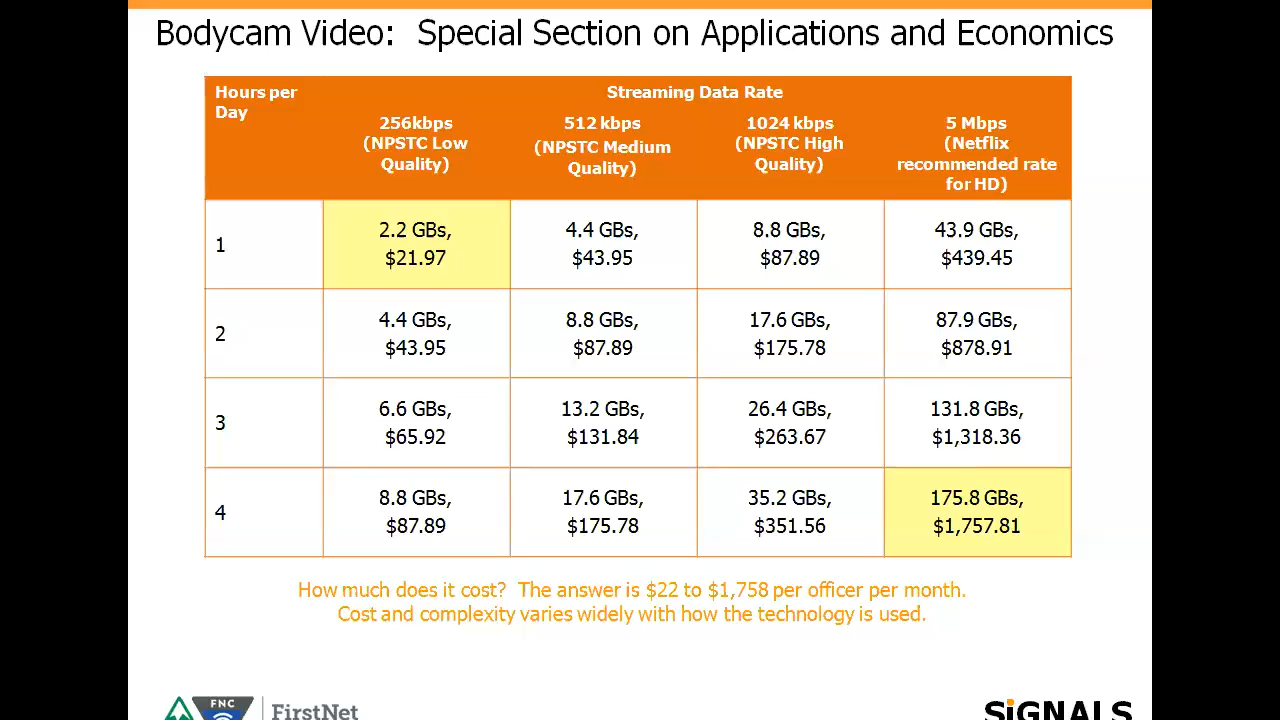 Bodycam Video:  Special Section on Applications and Economics
Hours per
Day
Streaming Data Rate
256kbps
(NPSTC Low
Quality)
512 kbps
(NPSTC Medium
Quality)
1024 kbps
(NPSTC High
Quality)
5 Mbps
(Netflix
recommended rate
for HD)
1
2.2 GBs,
$21.97
4.4 GBs,
$43.95
8.8 GBs,
$87.89
43.9 GBs,
$439.45
2
4.4 GBs,
$43.95
8.8 GBs,
$87.89
17.6 GBs,
$175.78
87.9 GBs,
$878.91
3
6.6 GBs,
$65.92
13.2 GBs,
$131.84
26.4 GBs,
$263.67
131.8 GBs,
$1,318.36
4
8.8 GBs,
$87.89
17.6 GBs,
$175.78
35.2 GBs,
$351.56
175.8 GBs,
$1,757.81
How much does it cost?  The answer is $22 to $1,758 per officer per month.
Cost and complexity varies widely with how the technology is used.
FNC
FirstNet
SiGNALS